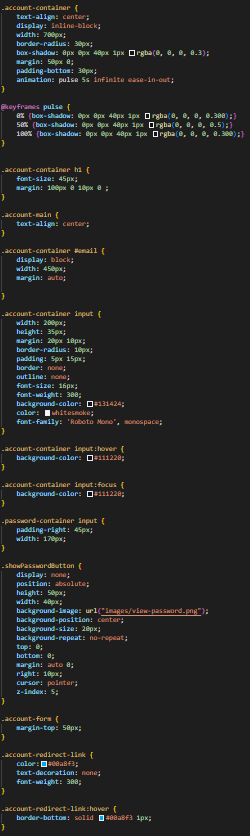 .account-container {
text-align: center;
display: inline-block;
width: 700px;
border-radius: 30px;
box-shadow: 0px 0px 40px 1px rgba(0, 0, 0, 0.3);
margin: 50px 0;
padding-bottom: 30px;
animation: pulse 5s infinite ease-in-out;
}
@keyframes pulse {
0% {box-shadow: 0px 0px 40px 1px rgba(0, 0, 0, 0.300);}
50% {box-shadow: 0px 0px 40px 1px rgba(0, 0, 0, 0.5);}
100% {box-shadow: 0px 0px 40px 1px rgba(0, 0, 0, 0.300);}
}
.account-container h1 {
font-size: 45px;
margin: 100px 0 10px 0 ;
}
.account-main {
text-align: center;
}
.account-container #email {
display: block;
width: 450px;
margin: auto;
}
.account-container input {
width: 200px;
height: 35px;
margin: 20px 10px;
border-radius: 10px;
padding: 5px 15px;
border: none;
outline: none;
font-size: 16px;
font-weight: 300;
background-color: #131424;
color: whitesmoke;
font-family: 'Roboto Mono', monospace;
}
.account-container input:hover {
background-color: #111220;
}
.account-container input:focus {
background-color: #111220;
}
.password-container input {
padding-right: 45px;
width: 170px;
}
.showPasswordButton {
display: none;
position: absolute;
height: 50px;
width: 40px;
background-image: url("images/view-password.png");
background-position: center;
background-size: 20px;
background-repeat: no-repeat;
top: 0;
bottom: 0;
margin: auto 0;
right: 10px;
cursor: pointer;
z-index: 5;
}
.account-form {
margin-top: 50px;
}
.account-redirect-link {
color: #00a8f3;
text-decoration: none;
font-weight: 300;
}
.account-redirect-link:hover {
border-bottom: solid #00a8f3 1px;
}